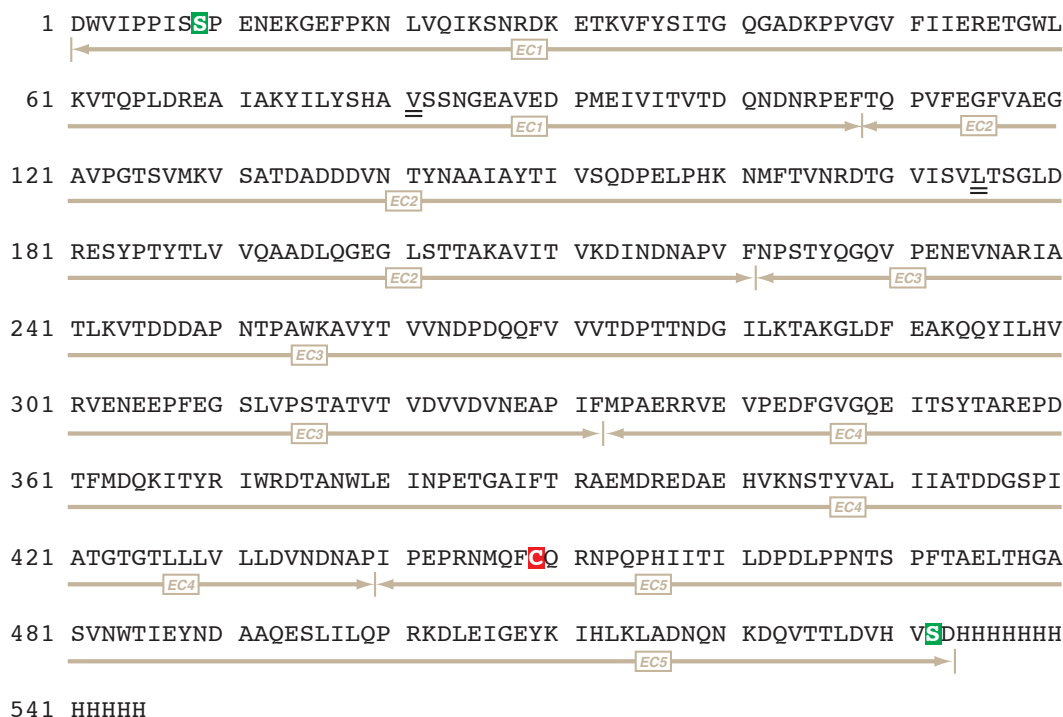 1 DWVIPPISSP ENEKGEFPKN LVQIKSNRDK ETKVFYSITG QGADKPPVGV FIIERETGWL
EC1
61 KVTQPLDREA IAKYILYSHA VSSNGEAVED PMEIVITVTD QNDNRPEFTQ PVFEGFVAEG
EC1 EC2
121 AVPGTSVMKV SATDADDDVN TYNAAIAYTI VSQDPELPHK NMFTVNRDTG VISVLTSGLD
EC2
181 RESYPTYTLV VQAADLQGEG LSTTAKAVIT VKDINDNAPV FNPSTYQGQV PENEVNARIA
EC2 EC3
241 TLKVTDDDAP NTPAWKAVYT VVNDPDQQFV VVTDPTTNDG ILKTAKGLDF EAKQQYILHV
EC3
301 RVENEEPFEG SLVPSTATVT VDVVDVNEAP IFMPAERRVE VPEDFGVGQE ITSYTAREPD
EC3 EC4
361 TFMDQKITYR IWRDTANWLE INPETGAIFT RAEMDREDAE HVKNSTYVAL IIATDDGSPI
EC4
421 ATGTGTLLLV LLDVNDNAPI PEPRNMQFCQ RNPQPHIITI LDPDLPPNTS PFTAELTHGA
EC4 EC5
481 SVNWTIEYND AAQESLILQP RKDLEIGEYK IHLKLADNQN KDQVTTLDVH VSDHHHHHHH
EC5
541 HHHHH